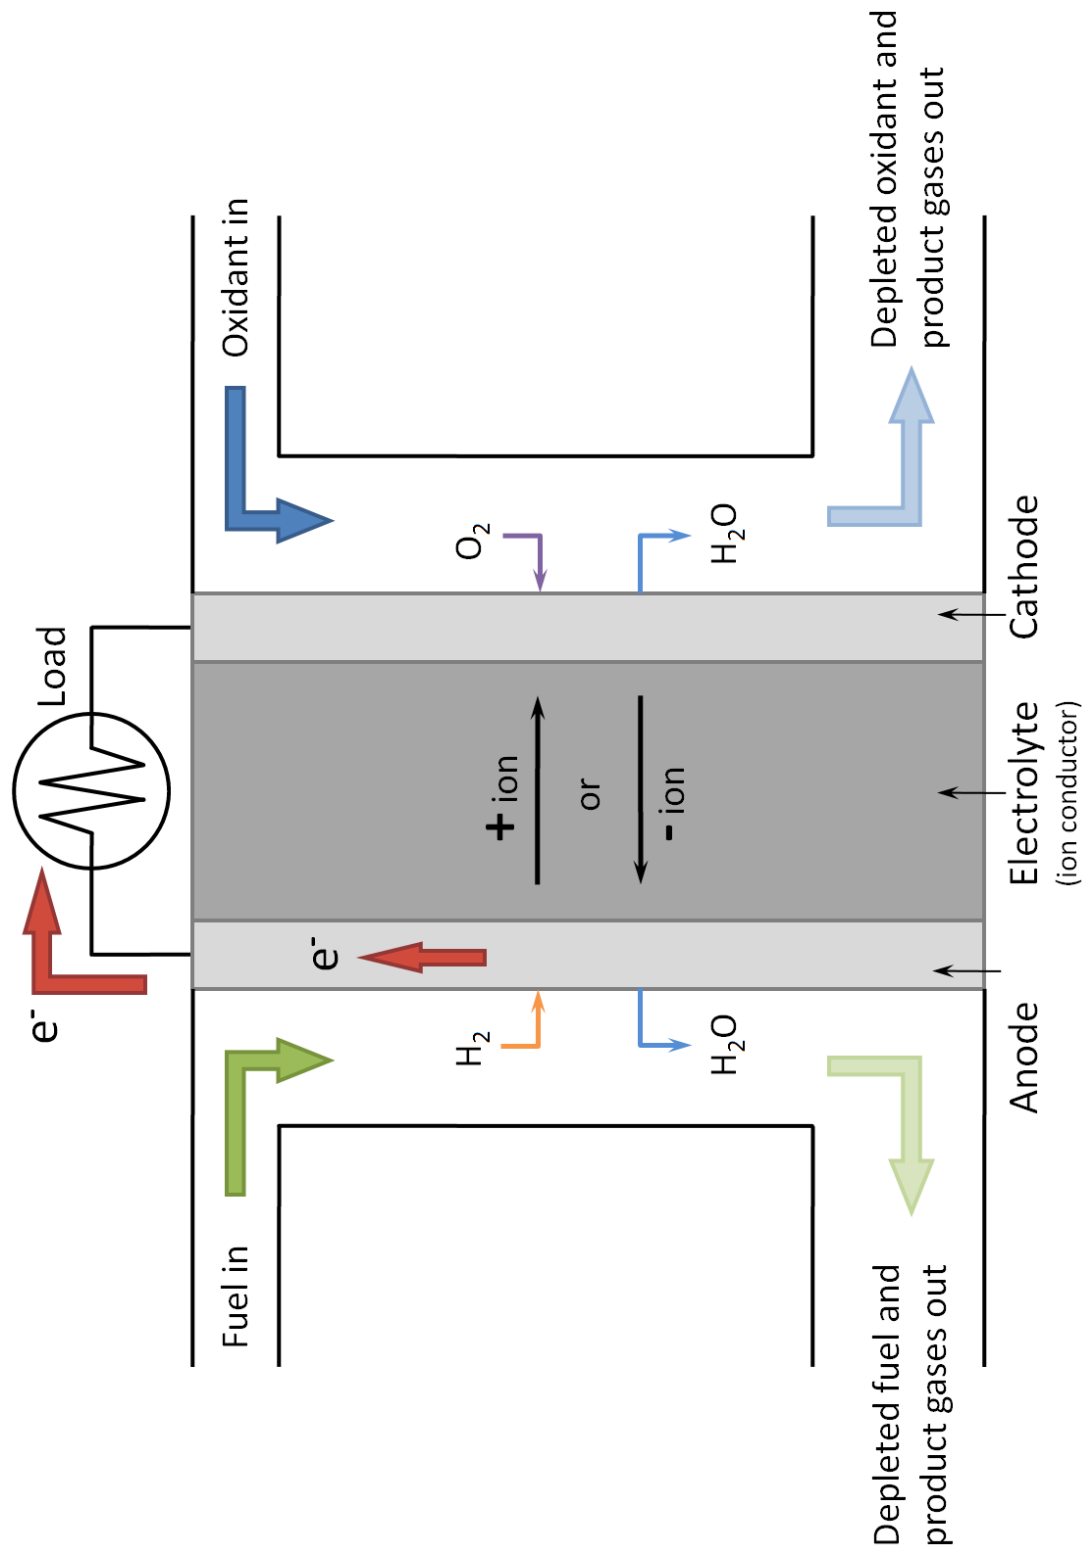 Load
e⁻
Fuel in
Oxidant in
e⁻
H₂
+ ion
O₂
or
H₂O
- ion
H₂O
Depleted fuel and
product gases out
Depleted oxidant and
product gases out
Anode
Electrolyte
(ion conductor)
Cathode